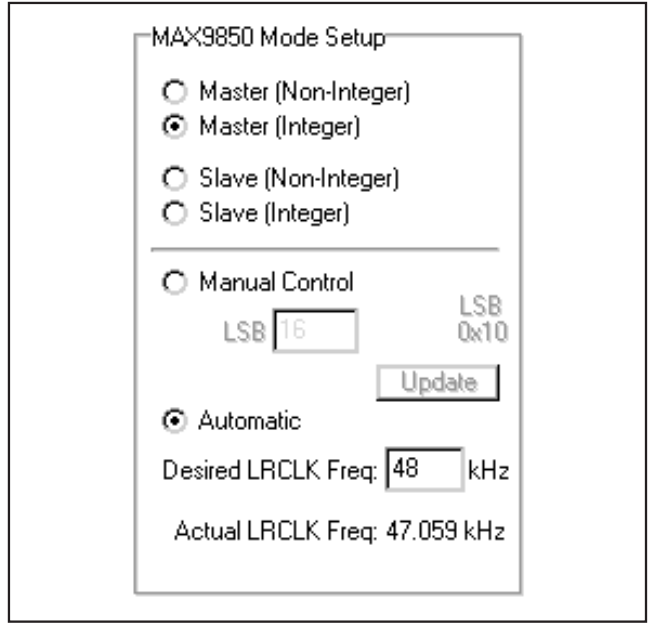 MAX9850 Mode Setup
Master (Non-Integer)
Master (Integer)
Slave (Non-Integer)
Slave (Integer)
Manual Control
LSB 16
LSB
0x10
Update
Automatic
Desired LRCLK Freq: 48 kHz
Actual LRCLK Freq: 47.059 kHz